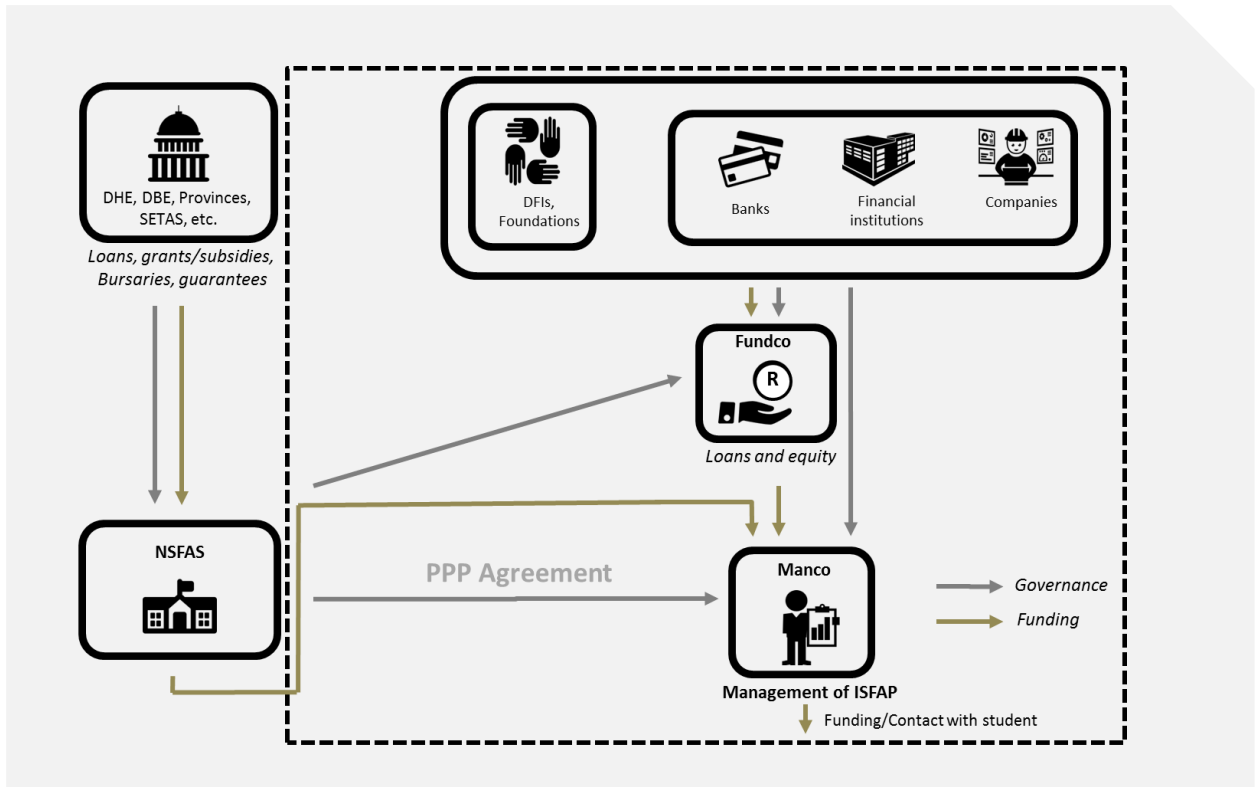 DHE, DBE, Provinces,
SETAS, etc.
Loans, grants/subsidies,
Bursaries, guarantees
DFIs,
Foundations
Banks
Financial
institutions
Companies
Fundco
R
Loans and equity
NSFAS
PPP Agreement
Manco
Management of ISFAP
Funding/Contact with student
Governance
Funding